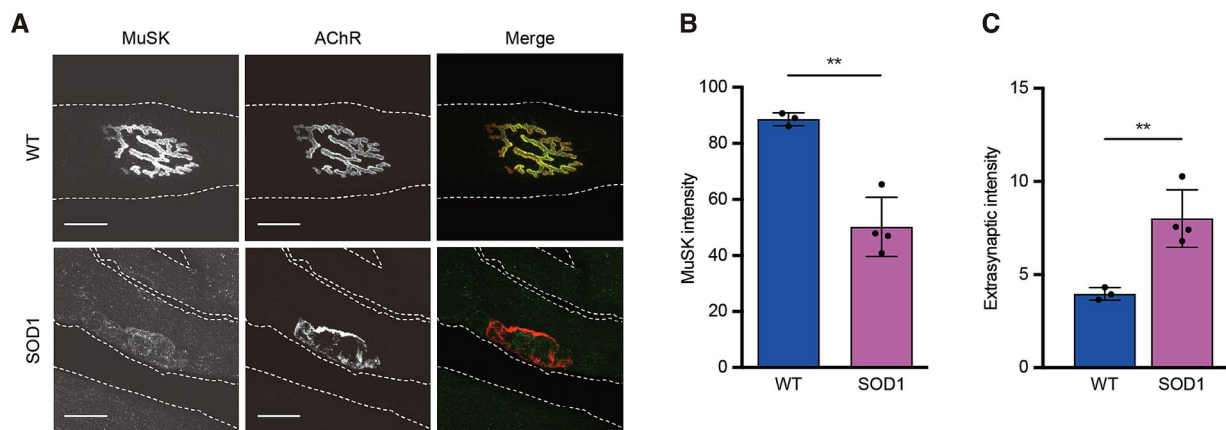 A
MuSK
AChR
Merge
WT
SOD1
B
**
MuSK intensity
100
80
60
40
20
0
WT
SOD1
C
**
Extrasynaptic intensity
15
10
5
0
WT
SOD1